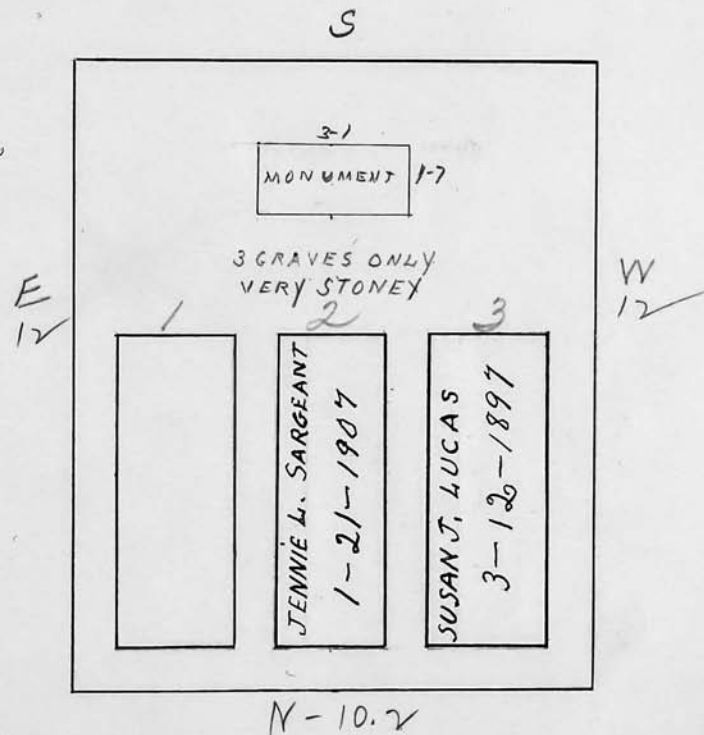 S
3-1
MONUMENT 1-7
3 GRAVES ONLY
VERY STONEY
E
12
W
12
1 2 3
JENNIE L. SARGEANT
1-21-1907
SUSAN J. LUCAS
3-12-1897
N-10.2